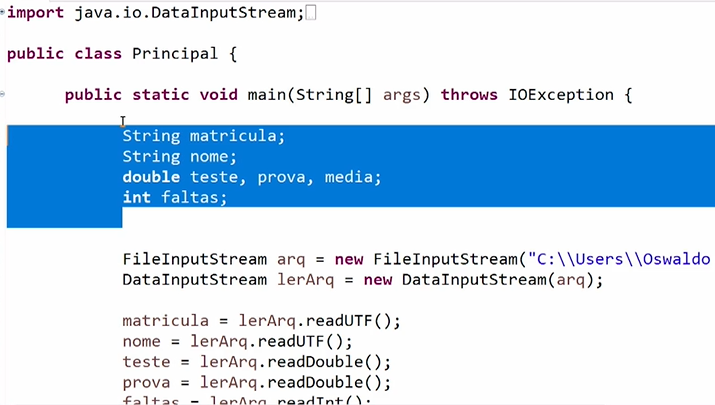 import java.io.DataInputStream;
public class Principal {
public static void main(String[] args) throws IOException {
String matricula;
String nome;
double teste, prova, media;
int faltas;
FileInputStream arq = new FileInputStream("C:\\Users\\Oswaldo
DataInputStream lerArq = new DataInputStream(arq);
matricula = lerArq.readUTF();
nome = lerArq.readUTF();
teste = lerArq.readDouble();
prova = lerArq.readDouble();
faltas = lerArq.readInt();